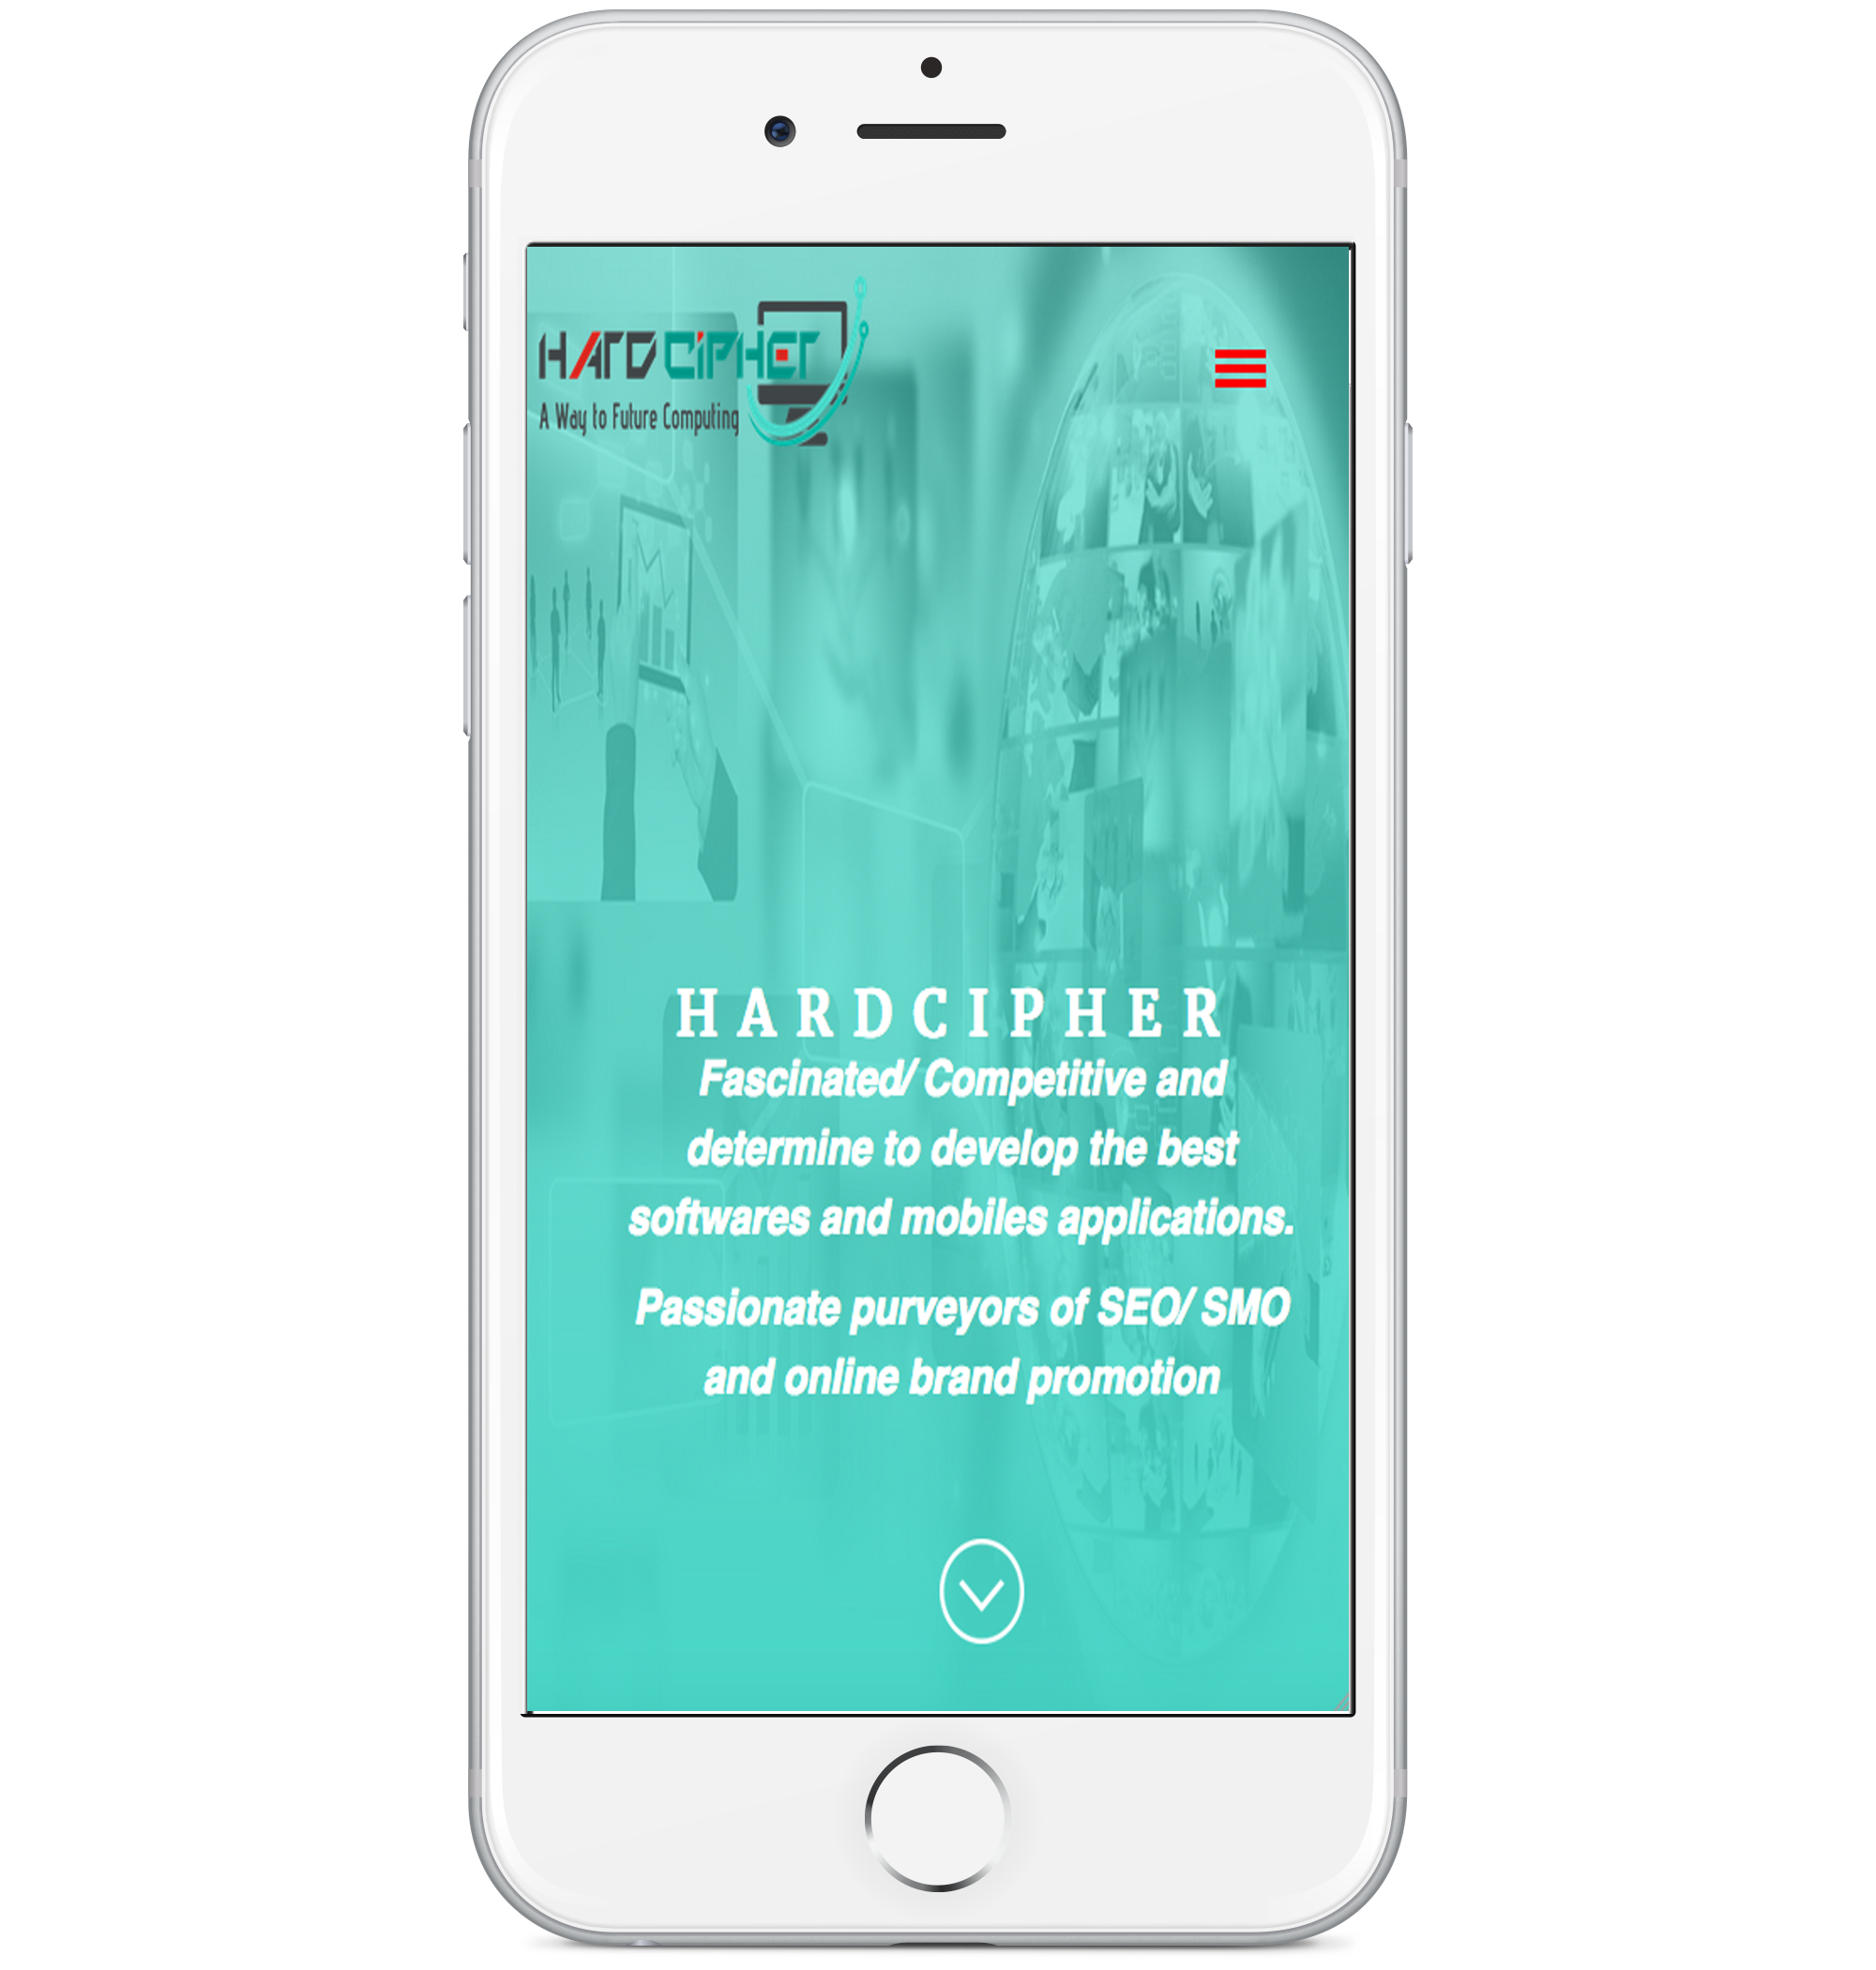 HARD CIPHER
A Way to Future Computing
HARDCIPHER
Fascinated/ Competitive and
determine to develop the best
softwares and mobiles applications.
Passionate purveyors of SEO/ SMO
and online brand promotion